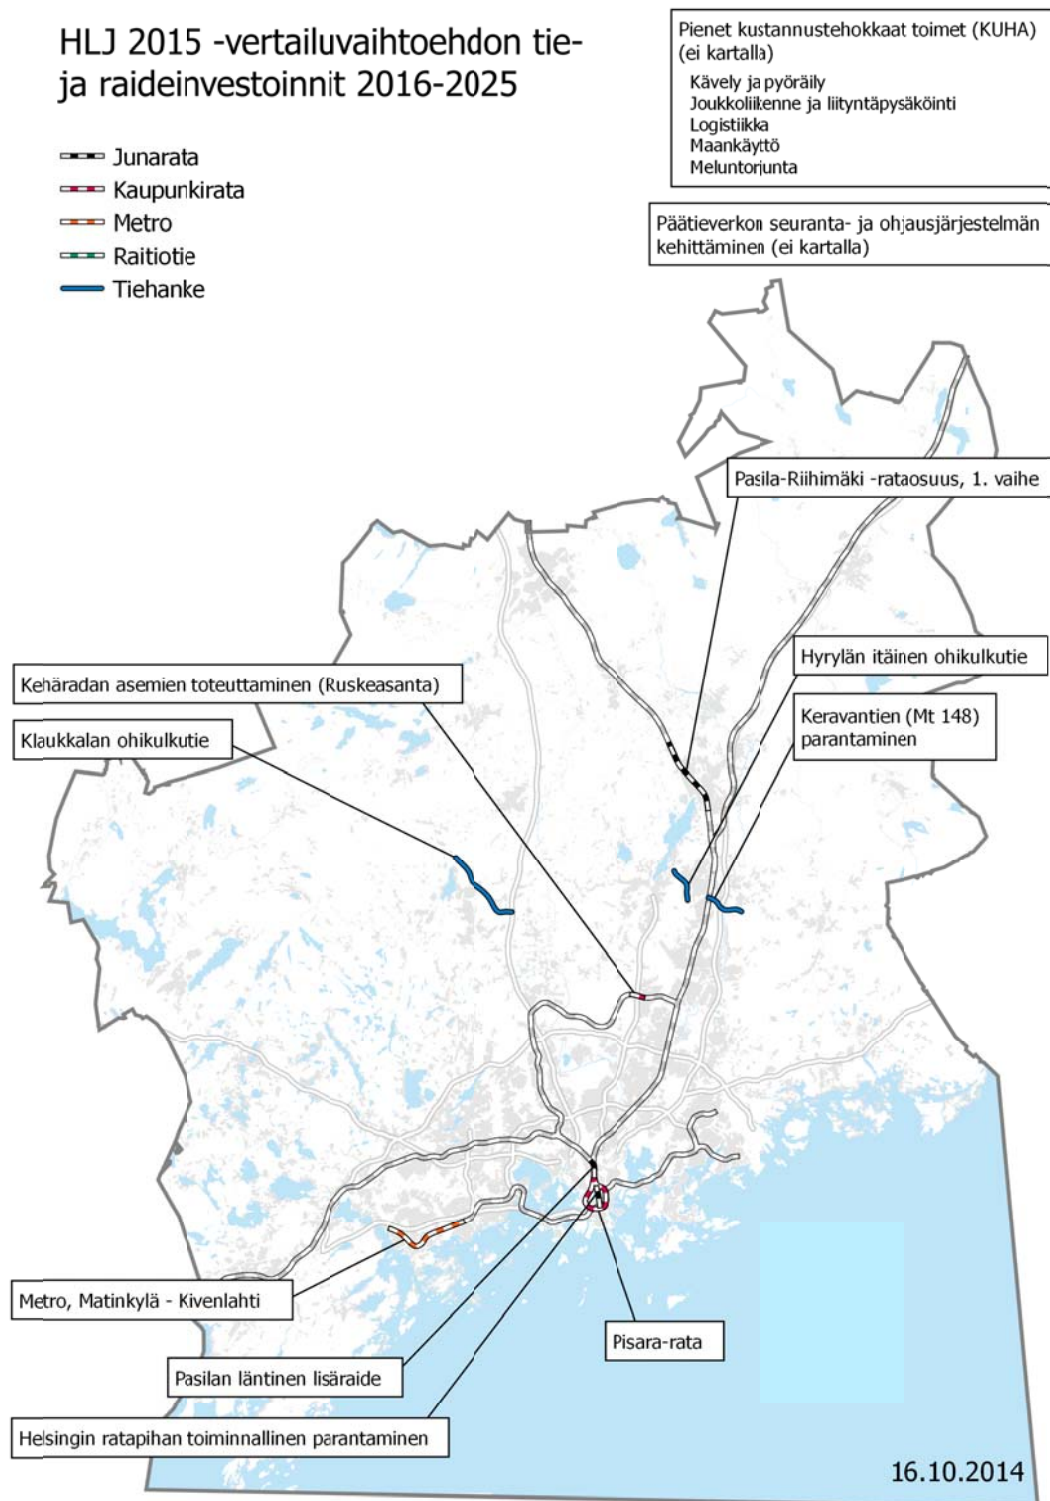 HLJ 2015 -vertailuvaihtoehdon tie-
ja raideinvestoinnit 2016-2025
Junarata
Kaupunkirata
Metro
Raitiotie
Tiehanke
Pienet kustannustehokkaat toimet (KUHA)
(ei kartalla)
Kävely ja pyöräily
Joukkoliikenne ja liityntäpysäköinti
Logistiikka
Maankäyttö
Meluntorjunta
Päätieverkon seuranta- ja ohjausjärjestelmän
kehittäminen (ei kartalla)
Pasila-Riihimäki -rataosuus, 1. vaihe
Hyrylän itäinen ohikulkutie
Kehäradan asemien toteuttaminen (Ruskeasanta)
Keravantien (Mt 148)
parantaminen
Klaukkalan ohikulkutie
Metro, Matinkylä - Kivenlahti
Pisara-rata
Pasilan läntinen lisäraide
Helsingin ratapihan toiminnallinen parantaminen
16.10.2014